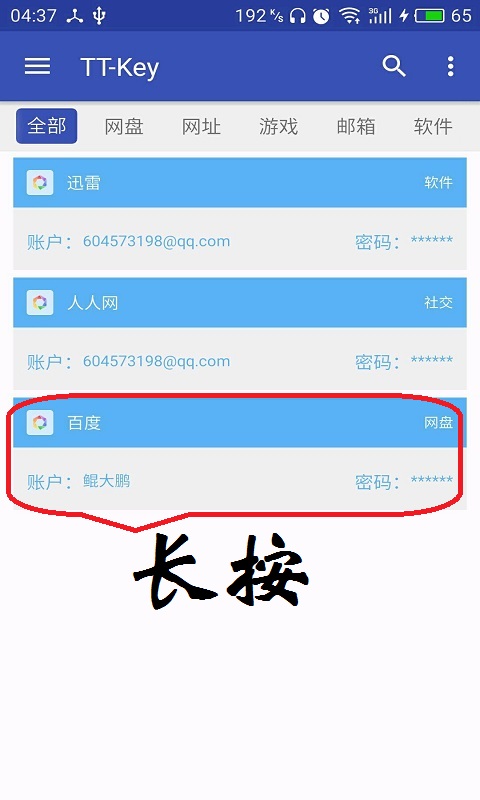 04:37 192 K/s 3G 65
TT-Key
全部 网盘 网址 游戏 邮箱 软件
迅雷 软件
账户：604573198@qq.com 密码：******
人人网 社交
账户：604573198@qq.com 密码：******
百度 网盘
账户：鲲大鹏 密码：******
长按